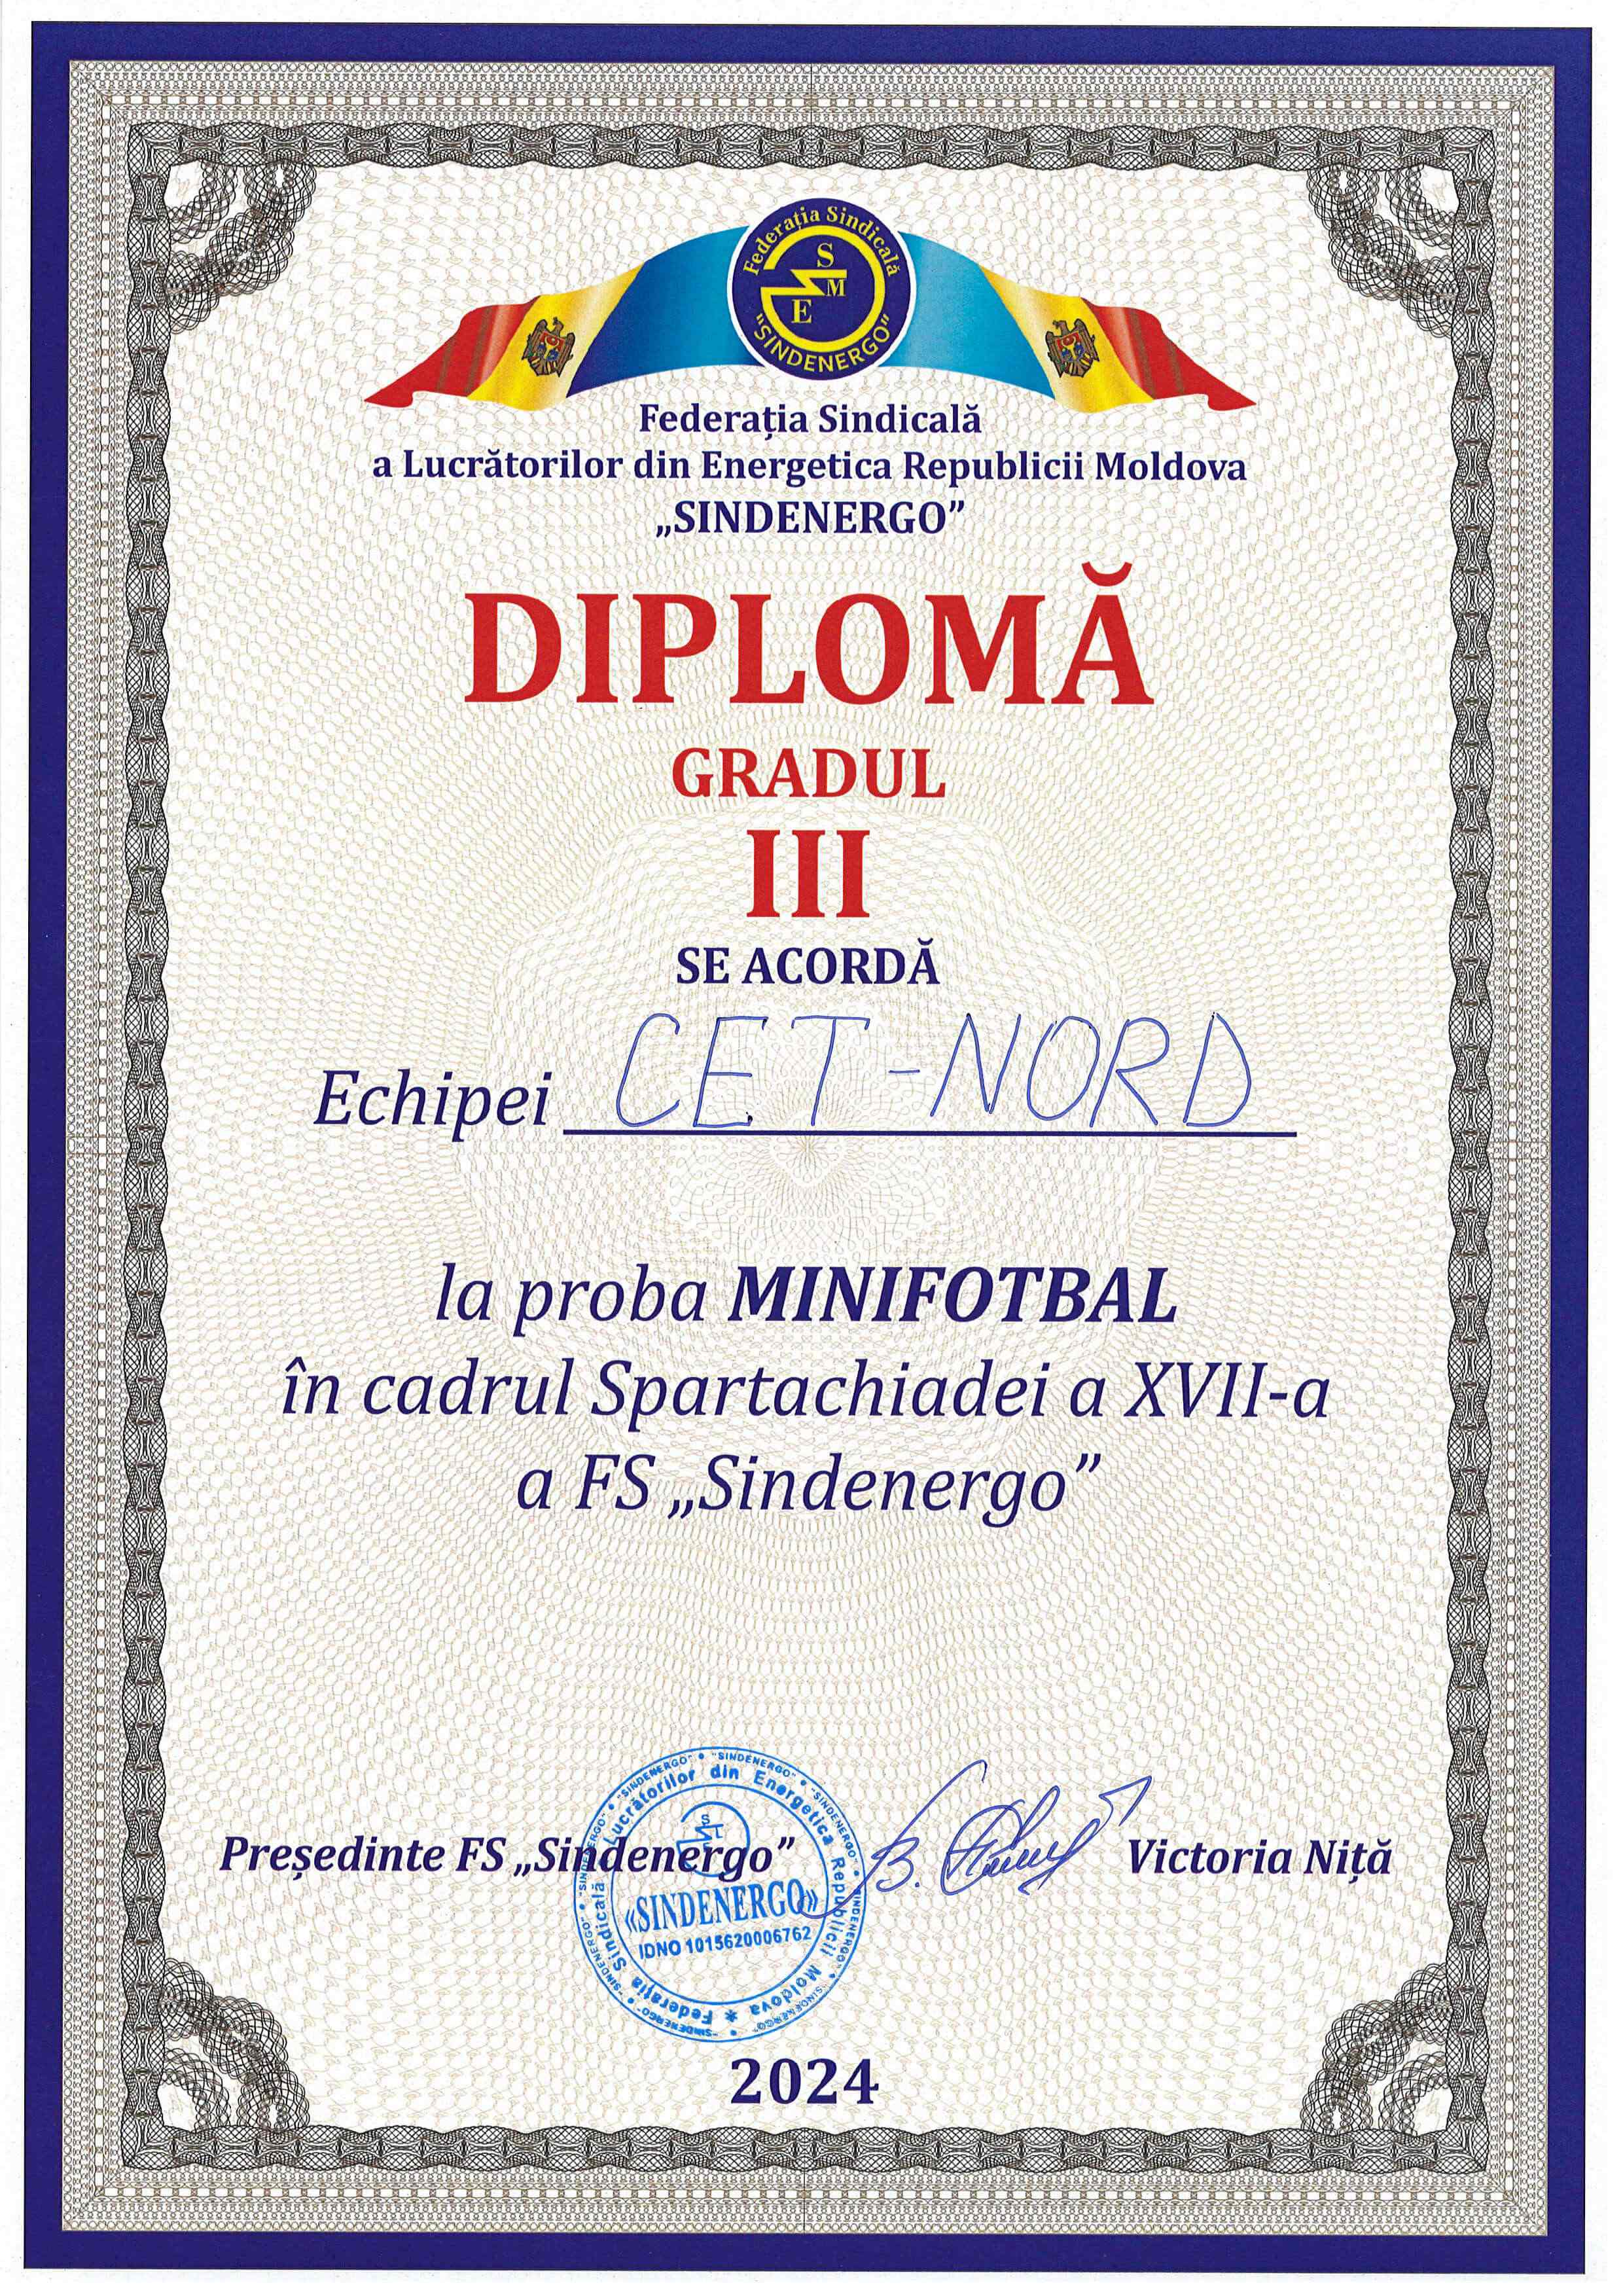 Federația Sindicală
"SINDENERGO"
S
M
E
Federația Sindicală
a Lucrătorilor din Energetica Republicii Moldova
„SINDENERGO”
DIPLOMĂ
GRADUL
III
SE ACORDĂ
Echipei CET-NORD
la proba MINIFOTBAL
în cadrul Spartachiadei a XVII-a
a FS „Sindenergo”
Președinte FS „Sindenergo” Victoria Niță
Federația Sindicală Lucrătorilor din Energetica Republicii Moldova
«SINDENERGO»
IDNO 1015620006762
2024